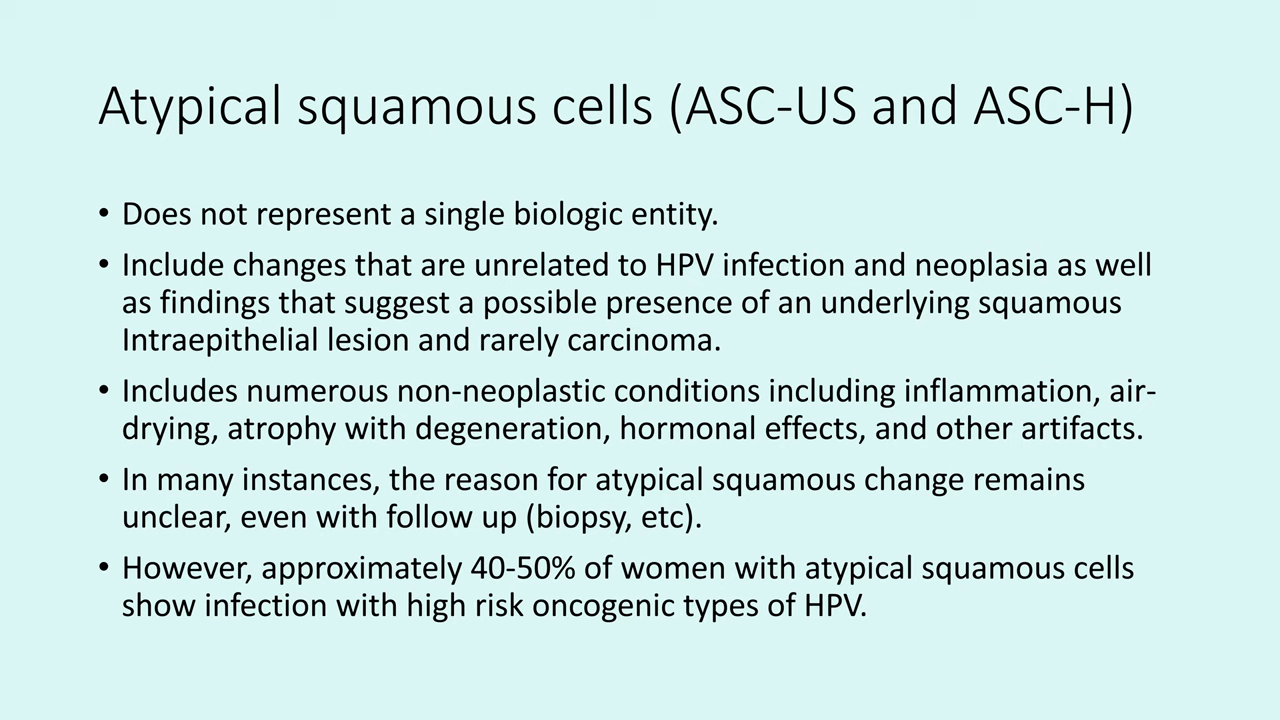 Atypical squamous cells (ASC-US and ASC-H)
• Does not represent a single biologic entity.
• Include changes that are unrelated to HPV infection and neoplasia as well
as findings that suggest a possible presence of an underlying squamous
Intraepithelial lesion and rarely carcinoma.
• Includes numerous non-neoplastic conditions including inflammation, air-
drying, atrophy with degeneration, hormonal effects, and other artifacts.
• In many instances, the reason for atypical squamous change remains
unclear, even with follow up (biopsy, etc).
• However, approximately 40-50% of women with atypical squamous cells
show infection with high risk oncogenic types of HPV.